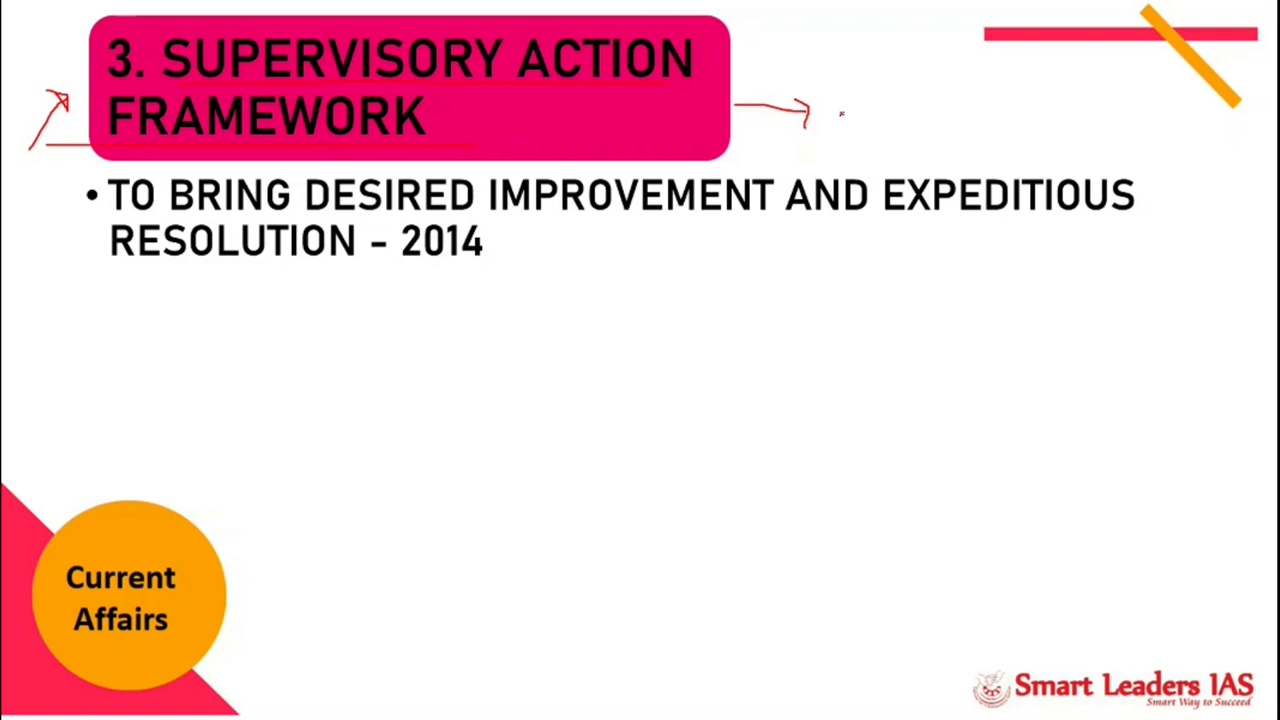 3. SUPERVISORY ACTION
FRAMEWORK
• TO BRING DESIRED IMPROVEMENT AND EXPEDITIOUS
RESOLUTION - 2014
Current
Affairs
Smart Leaders IAS
Smart Way to Succeed